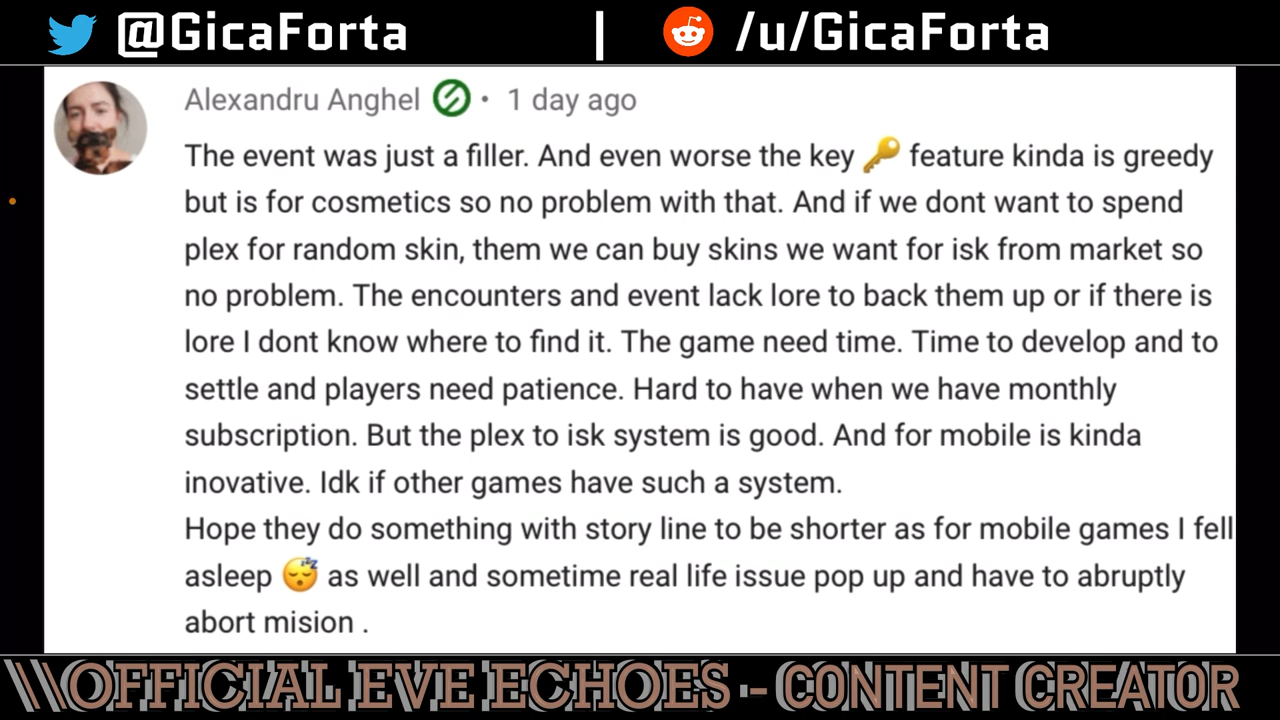 @GicaForta | /u/GicaForta
Alexandru Anghel • 1 day ago
The event was just a filler. And even worse the key 🔑 feature kinda is greedy
but is for cosmetics so no problem with that. And if we dont want to spend
plex for random skin, them we can buy skins we want for isk from market so
no problem. The encounters and event lack lore to back them up or if there is
lore I dont know where to find it. The game need time. Time to develop and to
settle and players need patience. Hard to have when we have monthly
subscription. But the plex to isk system is good. And for mobile is kinda
inovative. Idk if other games have such a system.
Hope they do something with story line to be shorter as for mobile games I fell
asleep 😴 as well and sometime real life issue pop up and have to abruptly
abort mision .
\\OFFICIAL EVE ECHOES - CONTENT CREATOR